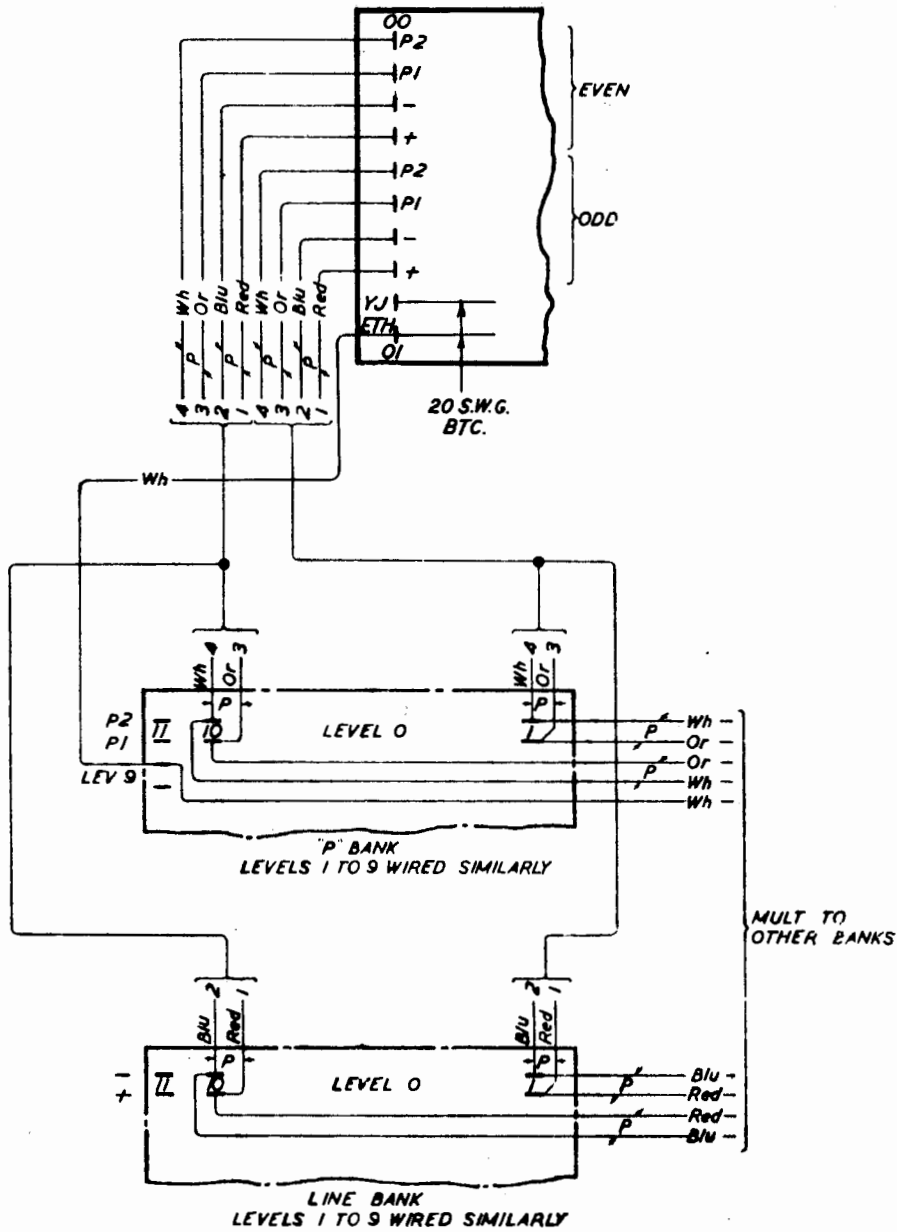 00
P2
P1
-
+
EVEN
P2
P1
-
+
ODD
YJ
ETH
01
20 S.W.G.
BTC.
Wh Or Blu Red Wh Or Blu Red
P P P P
4 3 2 1 4 3 2 1
Wh
4 3
Wh Or
P
4 3
Wh Or
P
P2
P1
LEV 9
11
10
LEVEL 0
1
P
Wh
Or
P
Or
Wh
Wh
"P" BANK
LEVELS 1 TO 9 WIRED SIMILARLY
MULT TO
OTHER BANKS
2 1
Blu Red
P
2 1
Blu Red
P
-
+
11
10
LEVEL 0
1
P
Blu
Red
P
Red
Blu
LINE BANK
LEVELS 1 TO 9 WIRED SIMILARLY